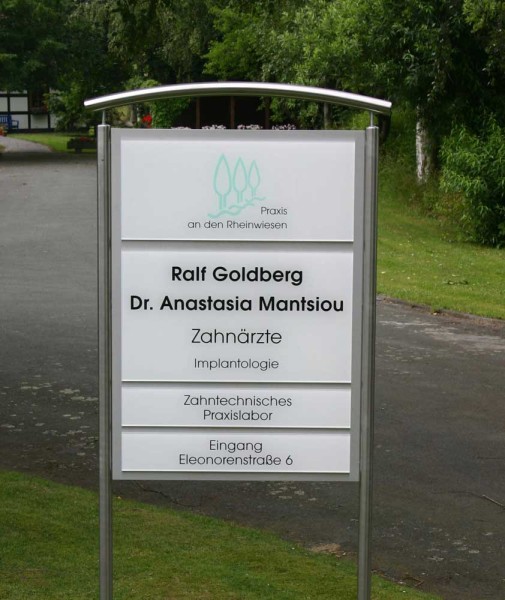 Praxis
an den Rheinwiesen
Ralf Goldberg
Dr. Anastasia Mantsiou
Zahnärzte
Implantologie
Zahntechnisches
Praxislabor
Eingang
Eleonorenstraße 6